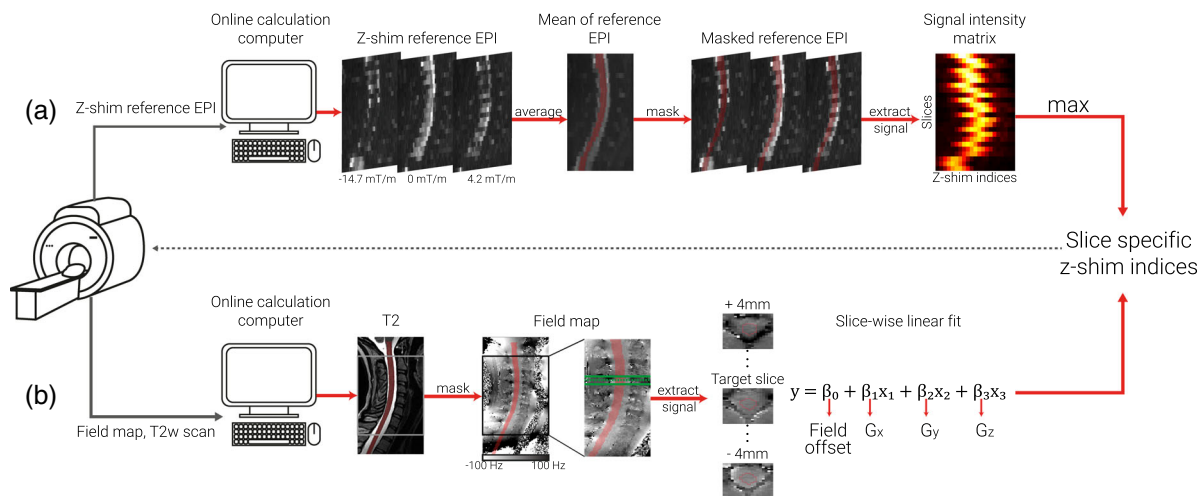 (a)
Online calculation
computer
Z-shim reference EPI
Z-shim reference EPI
-14.7 mT/m
0 mT/m
4.2 mT/m
average
Mean of reference
EPI
mask
Masked reference EPI
extract
signal
Signal intensity
matrix
Slices
Z-shim indices
max
Slice specific
z-shim indices
(b)
Online calculation
computer
Field map, T2w scan
T2
mask
Field map
-100 Hz
100 Hz
extract
signal
+ 4mm
Target slice
- 4mm
Slice-wise linear fit
y = β₀ + β₁x₁ + β₂x₂ + β₃x₃
Field
offset
Gₓ
Gᵧ
G_z